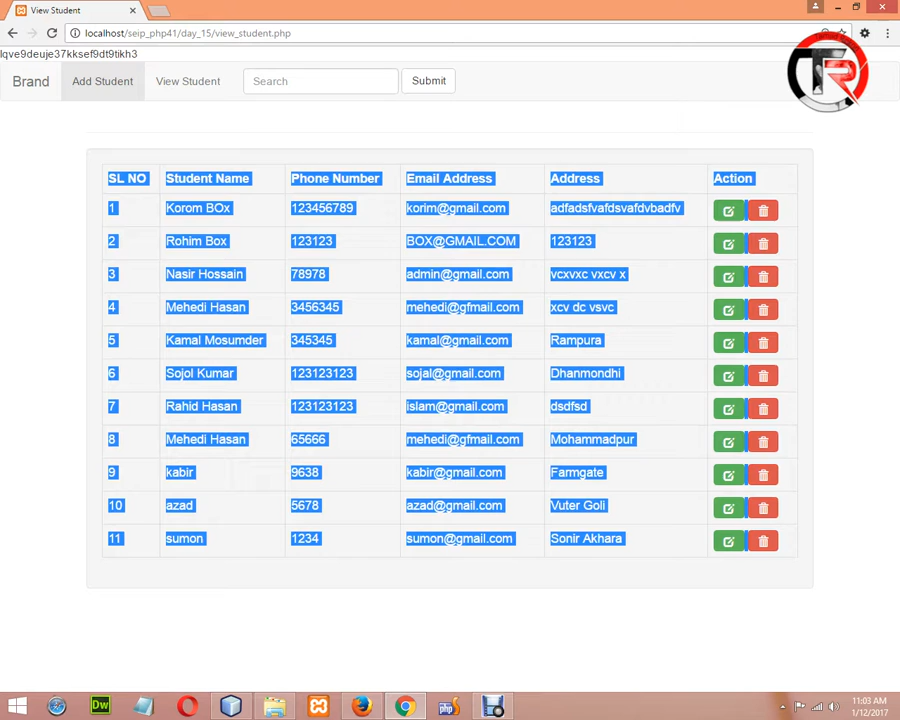 View Student
localhost/seip_php41/day_15/view_student.php
lqve9deuje37kksef9dt9tikh3
Brand Add Student View Student Search Submit
TR
SL NO Student Name Phone Number Email Address Address Action
1 Korom BOx 123456789 korim@gmail.com adfadsfvafdsvafdvbadfv
2 Rohim Box 123123 BOX@GMAIL.COM 123123
3 Nasir Hossain 78978 admin@gmail.com vcxvxc vxcv x
4 Mehedi Hasan 3456345 mehedi@gfmail.com xcv dc vsvc
5 Kamal Mosumder 345345 kamal@gmail.com Rampura
6 Sojol Kumar 123123123 sojal@gmail.com Dhanmondhi
7 Rahid Hasan 123123123 islam@gmail.com dsdfsd
8 Mehedi Hasan 65666 mehedi@gfmail.com Mohammadpur
9 kabir 9638 kabir@gmail.com Farmgate
10 azad 5678 azad@gmail.com Vuter Goli
11 sumon 1234 sumon@gmail.com Sonir Akhara
Dw php 11:03 AM
1/12/2017